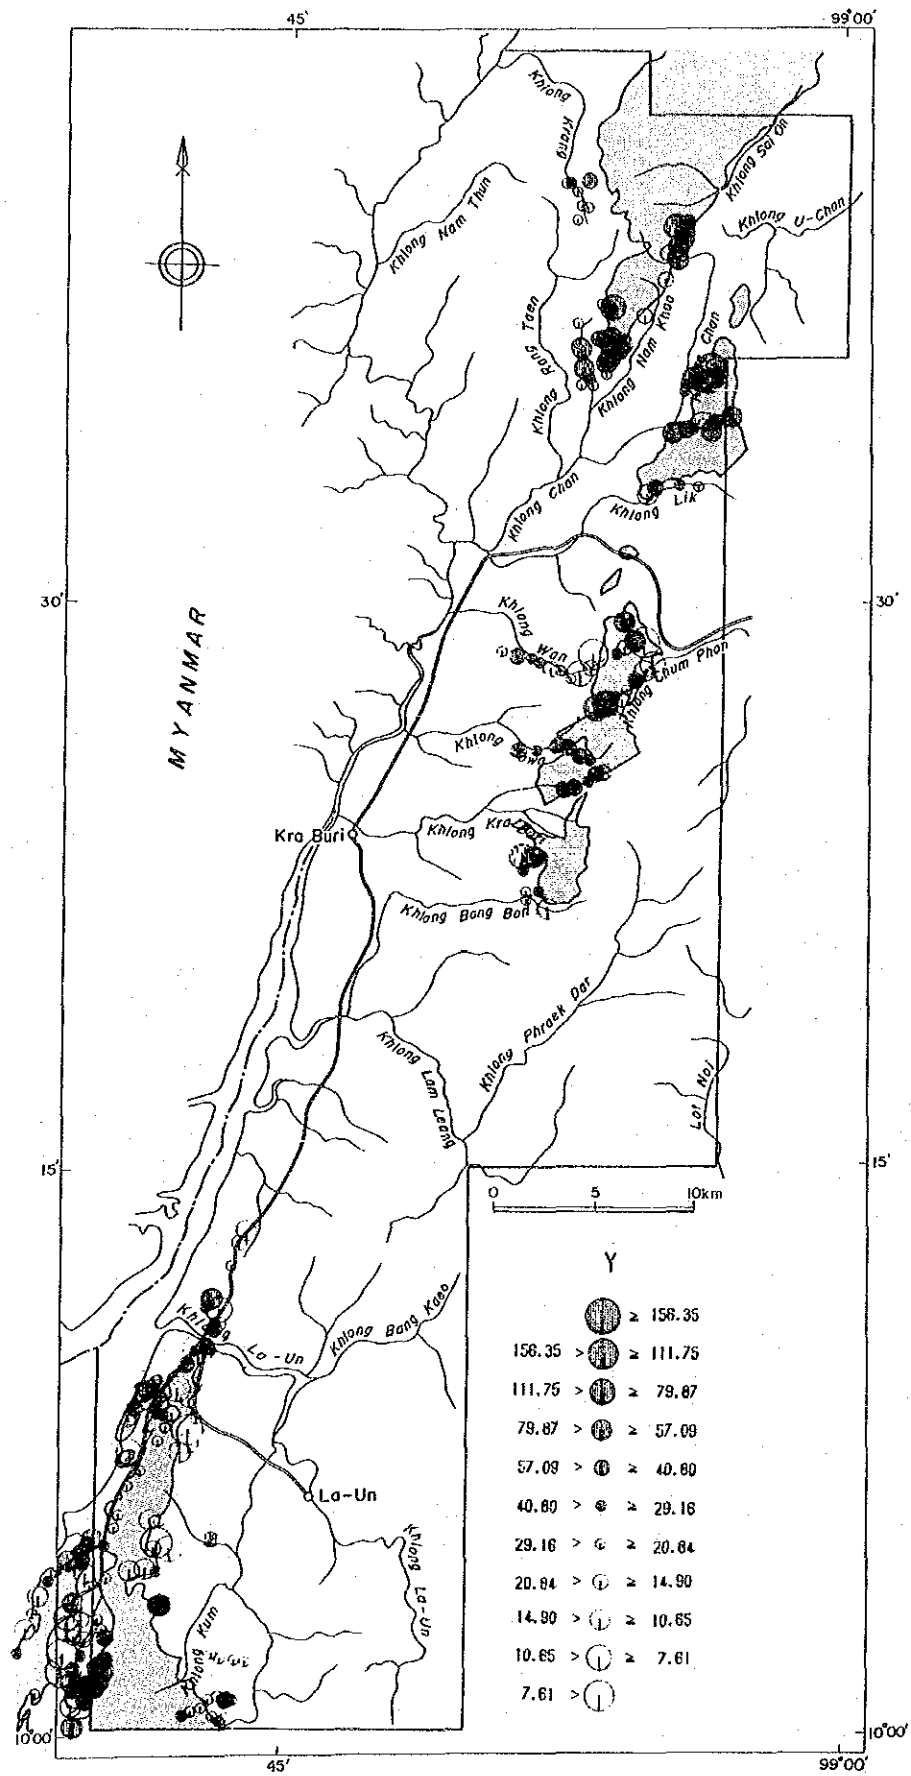 45'
99°00'
Khlong Krang
Khlong Sai On
Khlong U-Chan
Khlong Nam Thun
Khlong Rang Taen
Khlong Nam Khao
Chan
Khlong Chan
Khlong Lik
30'
30'
Khlong Wan
Khlong Chum Phon
MYANMAR
Khlong
Khlong Kra Buri
Kra Buri
Khlong Bang Bon
Khlong Phraek Dar
Khlong Lam Leang
Lat Noi
15'
15'
0 5 10km
Y
≥ 156.35
156.35 > ≥ 111.75
111.75 > ≥ 79.87
79.87 > ≥ 57.09
57.09 > ≥ 40.80
40.80 > ≥ 29.16
29.16 > ≥ 20.84
20.84 > ≥ 14.90
14.90 > ≥ 10.65
10.65 > ≥ 7.61
7.61 >
Khlong La-Un
Khlong Bang Kaeo
La-Un
Khlong La-Un
Khlong Kum
10°00'
10°00'
45'
99°00'